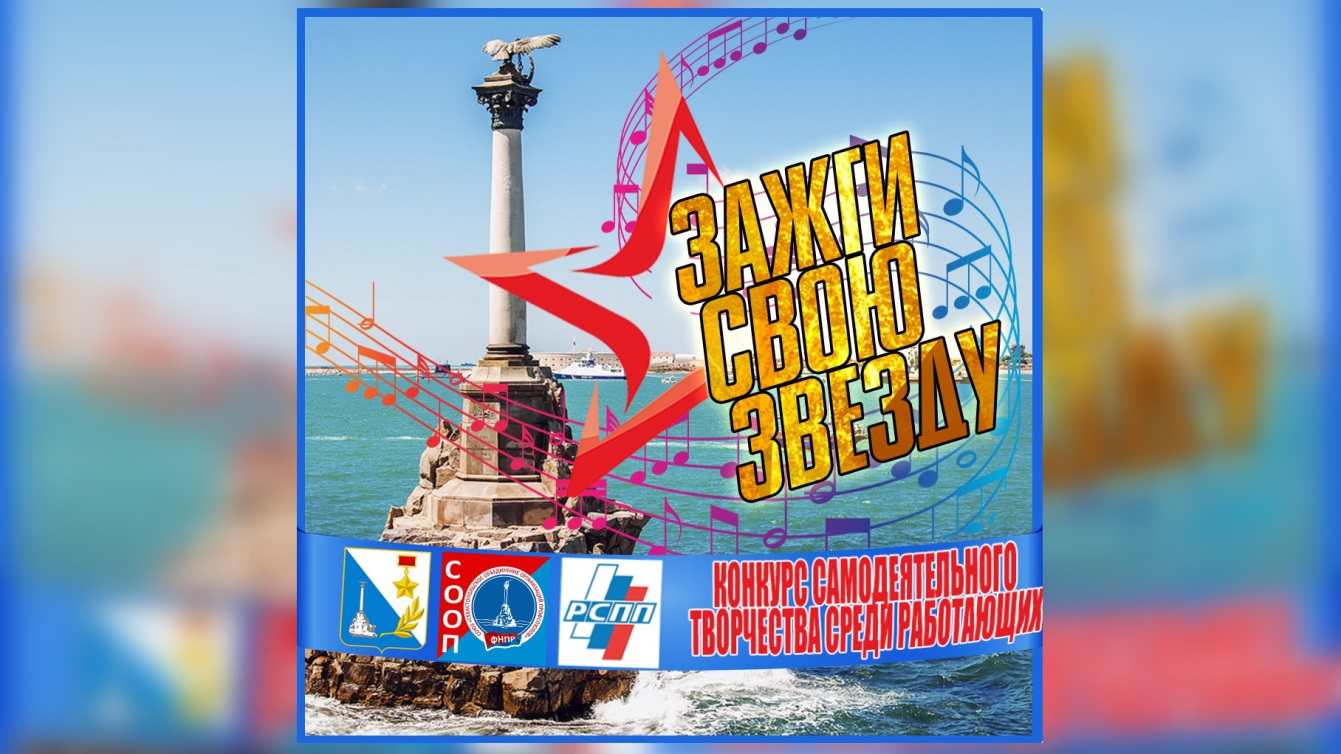 ЗАЖГИ
СВОЮ
ЗВЕЗДУ
СООП
ФНПР
РСПП
КОНКУРС САМОДЕЯТЕЛЬНОГО
ТВОРЧЕСТВА СРЕДИ РАБОТАЮЩИХ